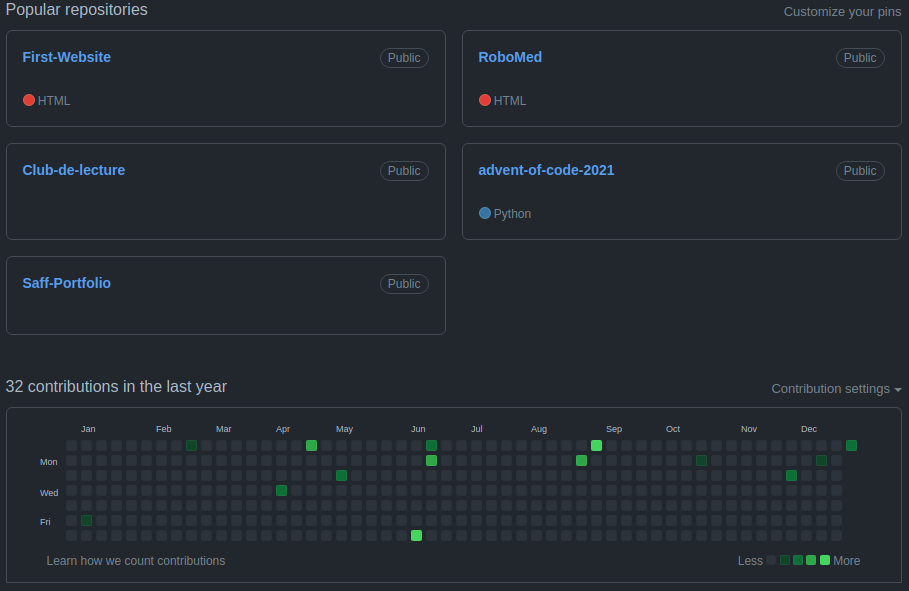 Popular repositories
Customize your pins
First-Website
Public
HTML
RoboMed
Public
HTML
Club-de-lecture
Public
advent-of-code-2021
Public
Python
Saff-Portfolio
Public
32 contributions in the last year
Contribution settings
Jan Feb Mar Apr May Jun Jul Aug Sep Oct Nov Dec
Mon
Wed
Fri
Learn how we count contributions
Less More